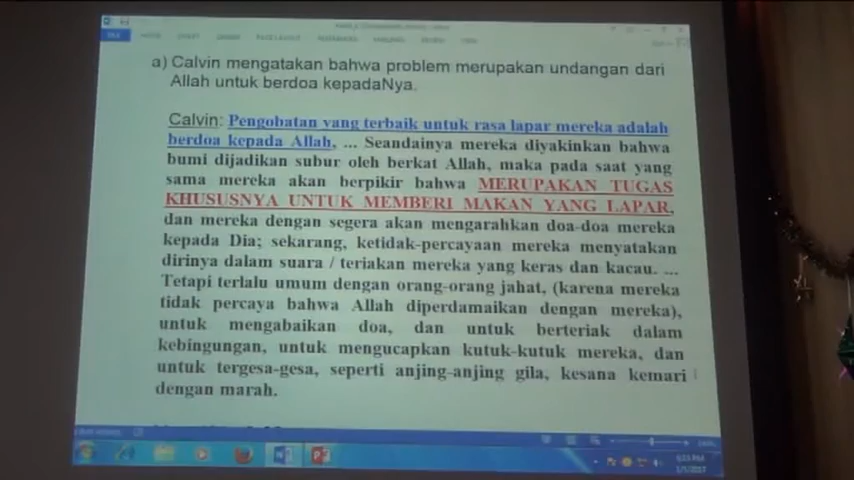 a) Calvin mengatakan bahwa problem merupakan undangan dari
Allah untuk berdoa kepadaNya.
Calvin: Pengobatan yang terbaik untuk rasa lapar mereka adalah
berdoa kepada Allah, ... Seandainya mereka diyakinkan bahwa
bumi dijadikan subur oleh berkat Allah, maka pada saat yang
sama mereka akan berpikir bahwa MERUPAKAN TUGAS
KHUSUSNYA UNTUK MEMBERI MAKAN YANG LAPAR,
dan mereka dengan segera akan mengarahkan doa-doa mereka
kepada Dia; sekarang, ketidak-percayaan mereka menyatakan
dirinya dalam suara / teriakan mereka yang keras dan kacau. ...
Tetapi terlalu umum dengan orang-orang jahat, (karena mereka
tidak percaya bahwa Allah diperdamaikan dengan mereka),
untuk mengabaikan doa, dan untuk berteriak dalam
kebingungan, untuk mengucapkan kutuk-kutuk mereka, dan
untuk tergesa-gesa, seperti anjing-anjing gila, kesana kemari
dengan marah.